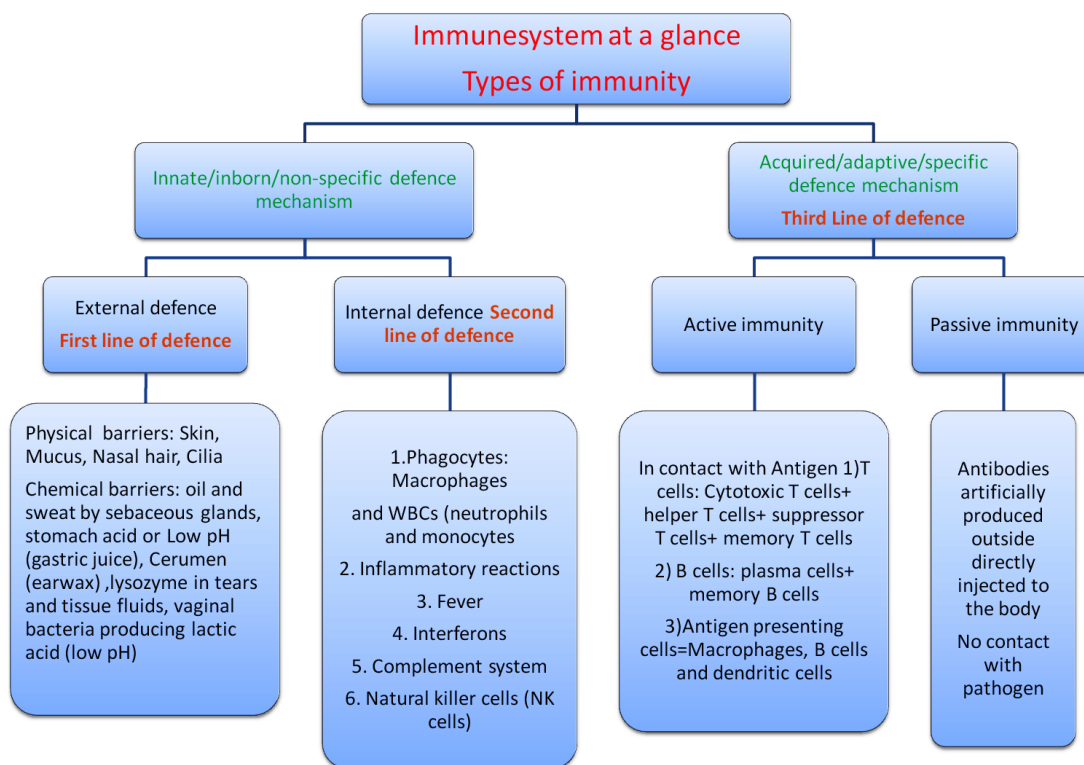 Immunesystem at a glance
Types of immunity
Innate/inborn/non-specific defence
mechanism
Acquired/adaptive/specific
defence mechanism
Third Line of defence
External defence
First line of defence
Internal defence Second
line of defence
Active immunity
Passive immunity
Physical barriers: Skin,
Mucus, Nasal hair, Cilia
Chemical barriers: oil and
sweat by sebaceous glands,
stomach acid or Low pH
(gastric juice), Cerumen
(earwax) ,lysozyme in tears
and tissue fluids, vaginal
bacteria producing lactic
acid (low pH)
1.Phagocytes:
Macrophages
and WBCs (neutrophils
and monocytes
2. Inflammatory reactions
3. Fever
4. Interferons
5. Complement system
6. Natural killer cells (NK
cells)
In contact with Antigen 1)T
cells: Cytotoxic T cells+
helper T cells+ suppressor
T cells+ memory T cells
2) B cells: plasma cells+
memory B cells
3)Antigen presenting
cells=Macrophages, B cells
and dendritic cells
Antibodies
artificially
produced
outside
directly
injected to
the body
No contact
with
pathogen